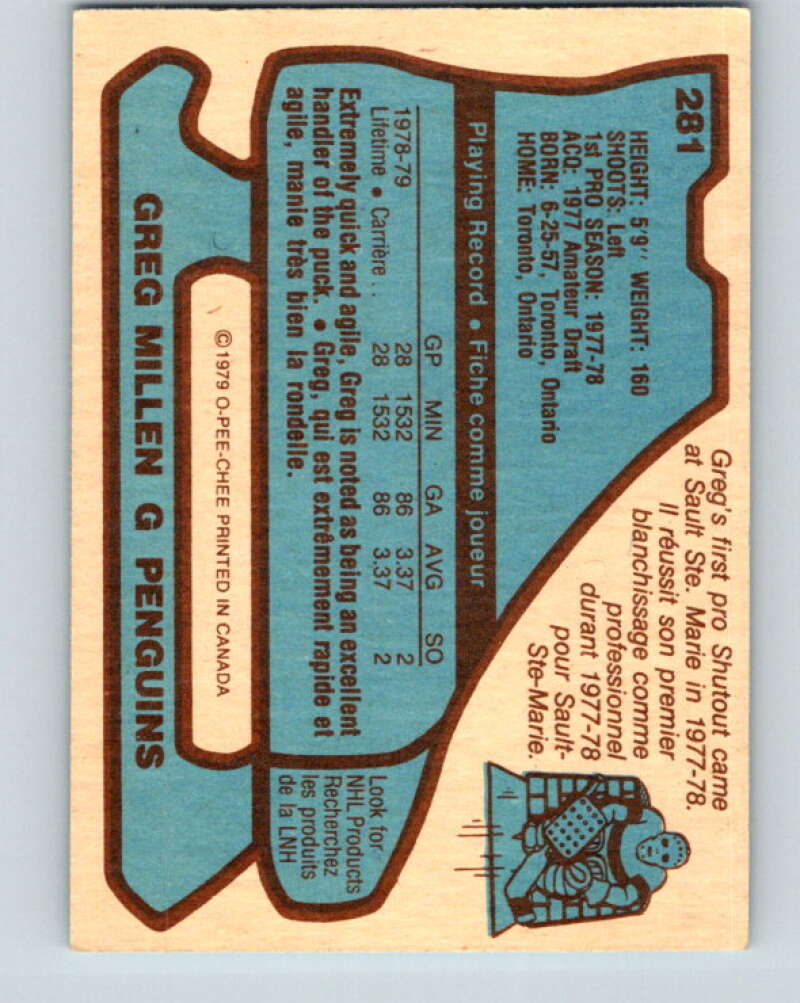 281
HEIGHT: 5'9" WEIGHT: 160
SHOOTS: Left
1st PRO SEASON: 1977-78
ACQ: 1977 Amateur Draft
BORN: 6-25-57, Toronto, Ontario
HOME: Toronto, Ontario
Greg's first pro Shutout came
at Sault Ste. Marie in 1977-78.
Il réussit son premier
blanchissage comme
professionnel
durant 1977-78
pour Sault-
Ste-Marie.
Playing Record • Fiche comme joueur
GP MIN GA AVG SO
1978-79 28 1532 86 3.37 2
Lifetime • Carrière . . 28 1532 86 3.37 2
Extremely quick and agile, Greg is noted as being an excellent
handler of the puck. • Greg, qui est extrêmement rapide et
agile, manie très bien la rondelle.
Look for
NHL Products
Recherchez
les produits
de la LNH
©1979 O-PEE-CHEE PRINTED IN CANADA
GREG MILLEN G PENGUINS